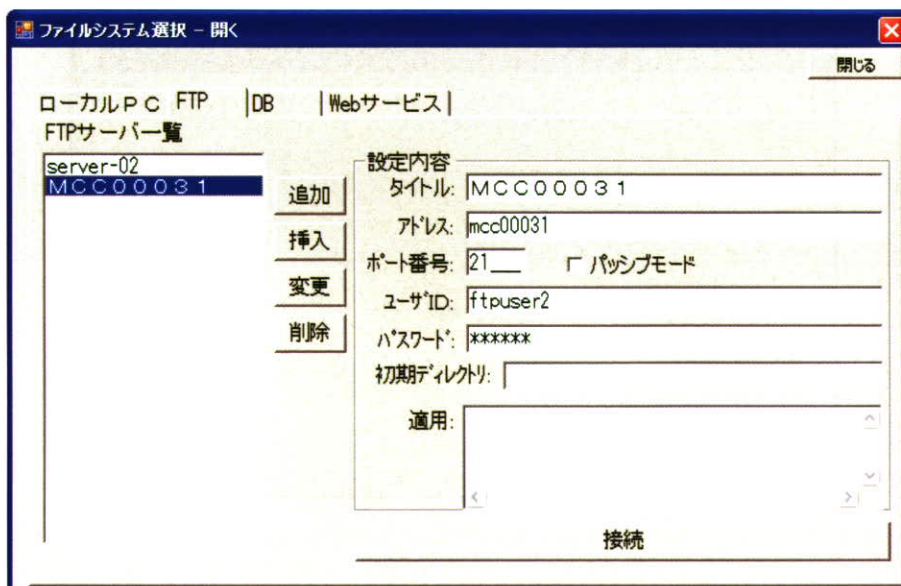 ファイルシステム選択 - 開く
閉じる
ローカルPC FTP DB Webサービス
FTPサーバー一覧
server-02
MCC00031
追加
挿入
変更
削除
設定内容
タイトル: MCC00031
アドレス: mcc00031
ポート番号: 21___ パッシブモード
ユーザID: ftpuser2
パスワード: ******
初期ディレクトリ:
適用:
接続